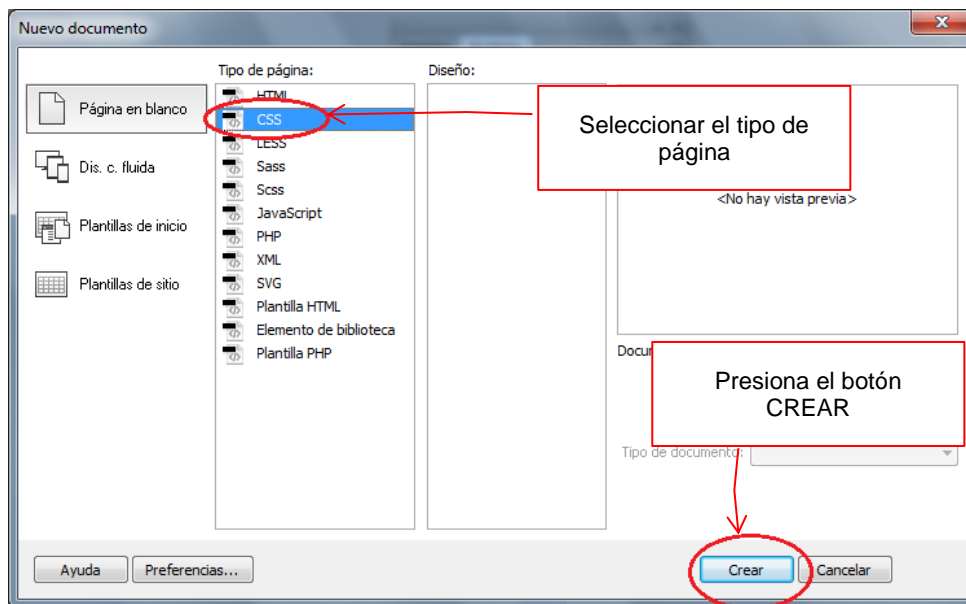 Nuevo documento
Tipo de página:
Diseño:
Página en blanco
Dis. c. fluida
Plantillas de inicio
Plantillas de sitio
HTML
CSS
LESS
Sass
Scss
JavaScript
PHP
XML
SVG
Plantilla HTML
Elemento de biblioteca
Plantilla PHP
Seleccionar el tipo de
página
<No hay vista previa>
Presiona el botón
CREAR
Tipo de documento:
Ayuda
Preferencias...
Crear
Cancelar